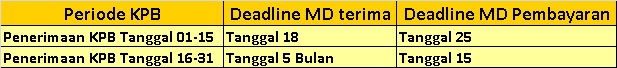 Periode KPB Deadline MD terima Deadline MD Pembayaran
Penerimaan KPB Tanggal 01-15 Tanggal 18 Tanggal 25
Penerimaan KPB Tanggal 16-31 Tanggal 5 Bulan Tanggal 15